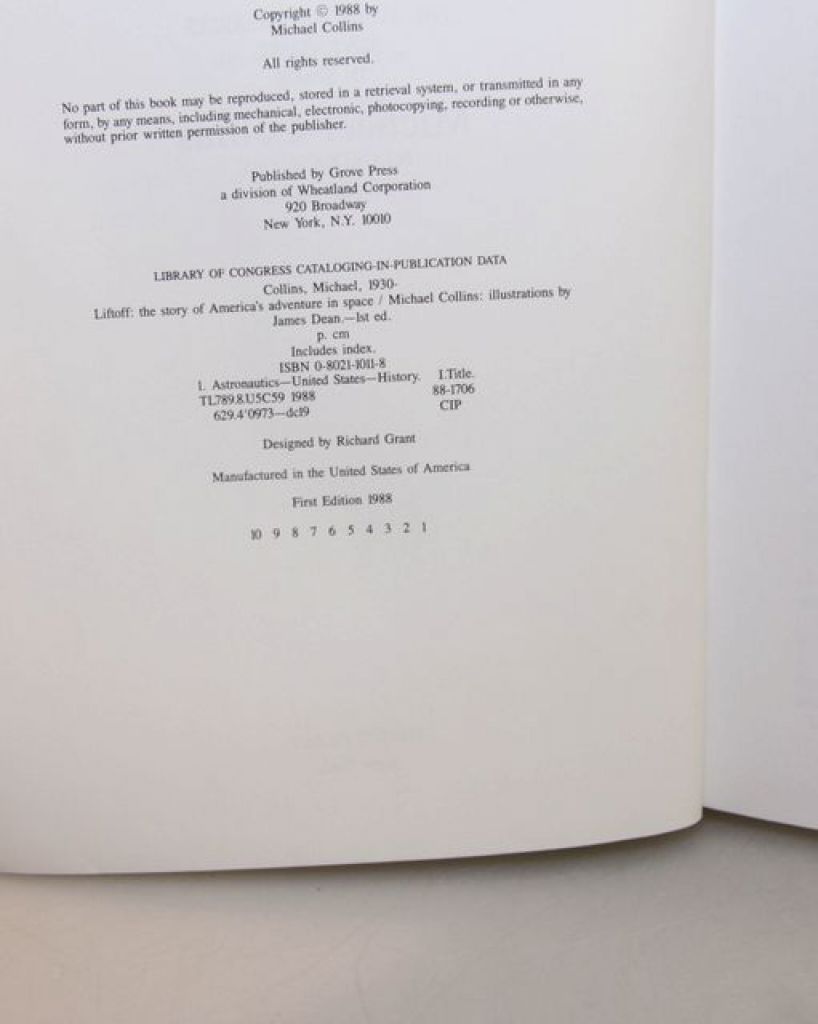 Copyright © 1988 by
Michael Collins
All rights reserved.
No part of this book may be reproduced, stored in a retrieval system, or transmitted in any
form, by any means, including mechanical, electronic, photocopying, recording or otherwise,
without prior written permission of the publisher.
Published by Grove Press
a division of Wheatland Corporation
920 Broadway
New York, N.Y. 10010
LIBRARY OF CONGRESS CATALOGING-IN-PUBLICATION DATA
Collins, Michael, 1930-
Liftoff: the story of America's adventure in space / Michael Collins: illustrations by
James Dean.—1st ed.
p. cm
Includes index.
ISBN 0-8021-1011-8
1. Astronautics—United States—History. I.Title.
TL789.8.U5C59 1988 88-1706
629.4'0973—dc19 CIP
Designed by Richard Grant
Manufactured in the United States of America
First Edition 1988
10 9 8 7 6 5 4 3 2 1